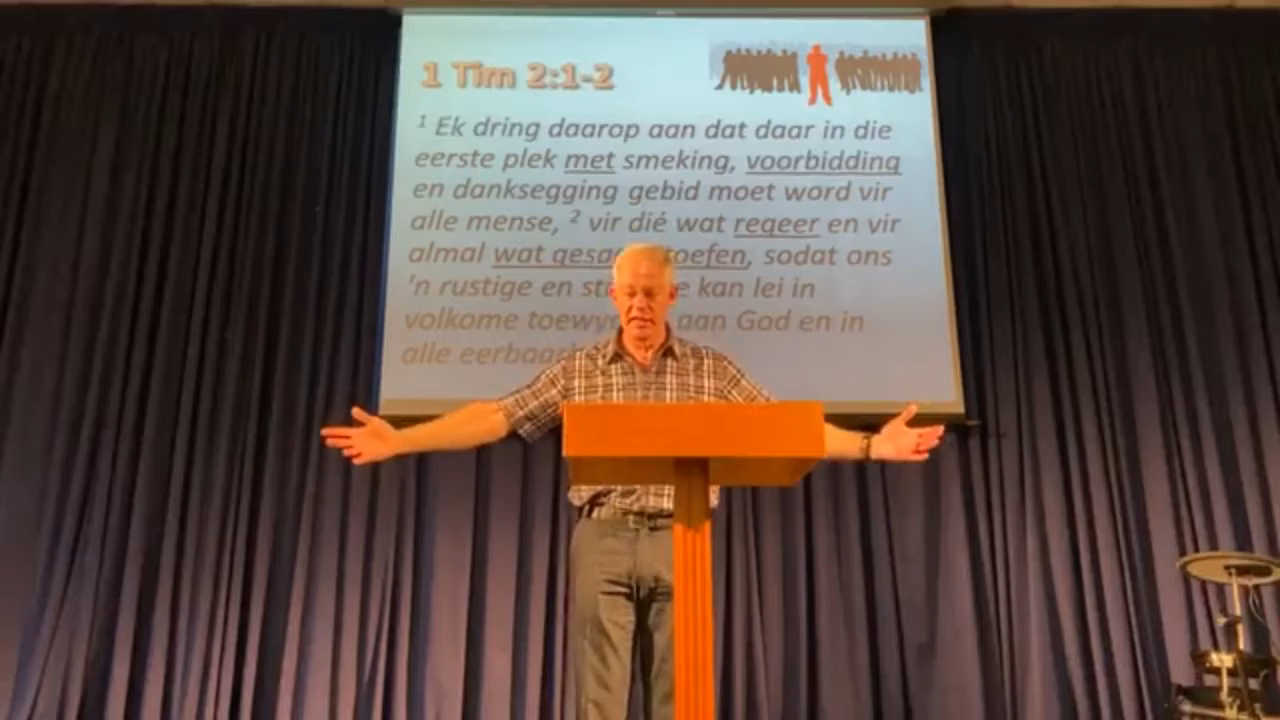 1 Tim 2:1-2
1 Ek dring daarop aan dat daar in die
eerste plek met smeking, voorbidding
en danksegging gebid moet word vir
alle mense, 2 vir dié wat regeer en vir
almal wat , sodat ons
'n rustige en kan lei in
volkome aan God en in
alle